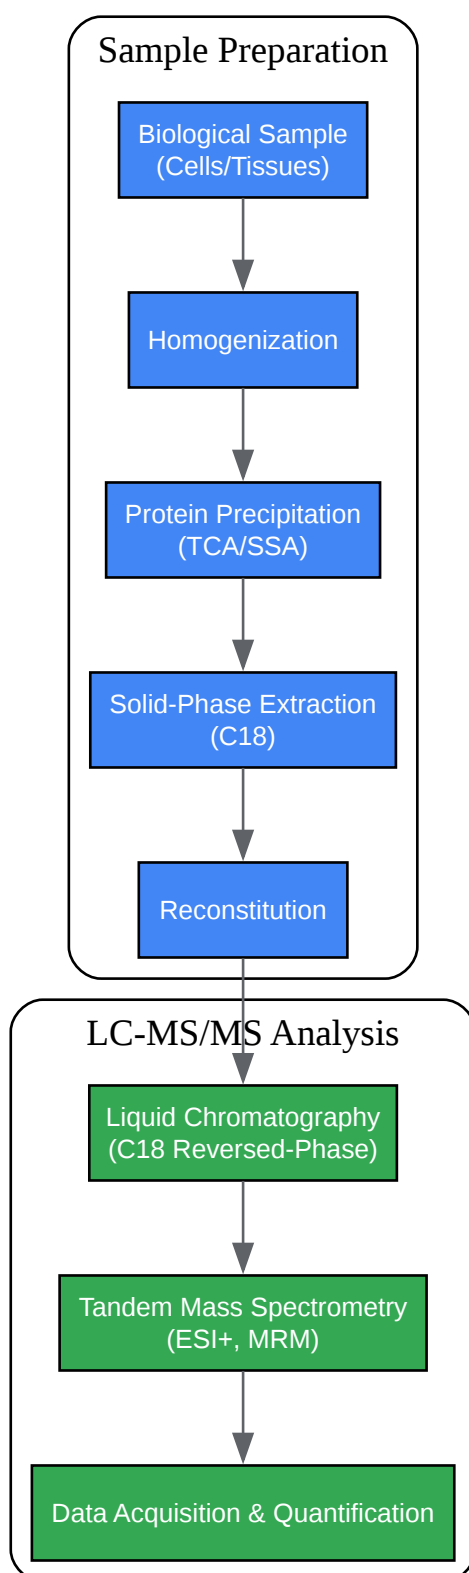 Sample Preparation
Biological Sample
(Cells/Tissues)
Homogenization
Protein Precipitation
(TCA/SSA)
Solid-Phase Extraction
(C18)
Reconstitution
LC-MS/MS Analysis
Liquid Chromatography
(C18 Reversed-Phase)
Tandem Mass Spectrometry
(ESI+, MRM)
Data Acquisition & Quantification